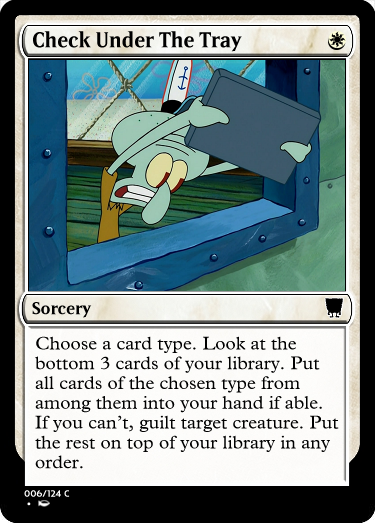 Check Under The Tray
Sorcery
Choose a card type. Look at the
bottom 3 cards of your library. Put
all cards of the chosen type from
among them into your hand if able.
If you can't, guilt target creature. Put
the rest on top of your library in any
order.
006/124 C